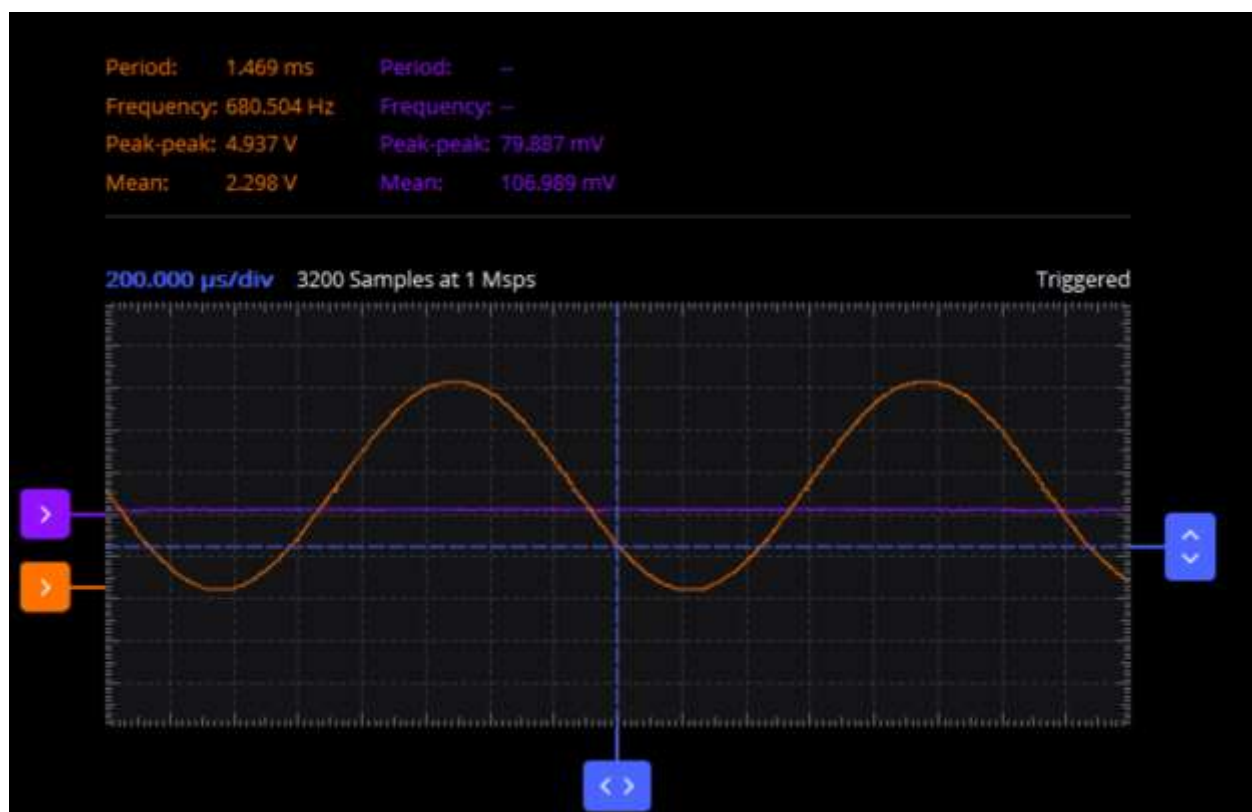 Period: 1.469 ms Period: --
Frequency: 680.504 Hz Frequency: --
Peak-peak: 4.937 V Peak-peak: 79.887 mV
Mean: 2.298 V Mean: 106.989 mV
200.000 µs/div 3200 Samples at 1 Msps Triggered